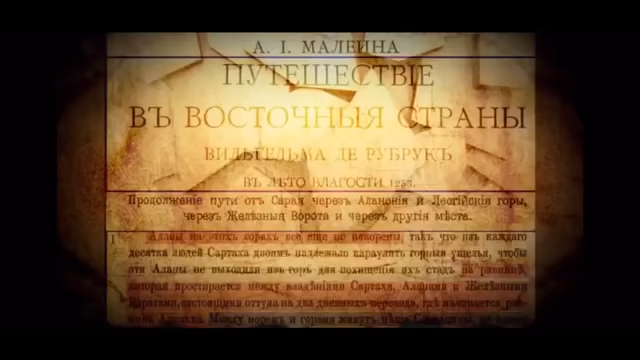 А. І. МАЛЕИНА
ПУТЕШЕСТВІЕ
ВЪ ВОСТОЧНЫЯ СТРАНЫ
ВИЛЬГЕЛЬМА ДЕ РУБРУКЪ
ВЪ ЛѢТО БЛАГОСТИ 1253.
Продолженіе пути отъ Сарая черезъ Аланскія и Лесгійскія горы,
черезъ Желѣзныя Ворота и черезъ другія мѣста.
1 Аланы на этихъ горахъ все еще не покорены, такъ что изъ каждаго
десятка людей Сартаха двоимъ надлежало караулить горныя ущелья, чтобы
эти Аланы не выходили изъ горъ для похищенія ихъ стадъ на равнинѣ,
которая простирается между владѣніями Сартаха, Аланіей и Желѣзными
Воротами, отстоящими оттуда на два дневныхъ перехода, гдѣ начинается
Между моремъ и горами живутъ